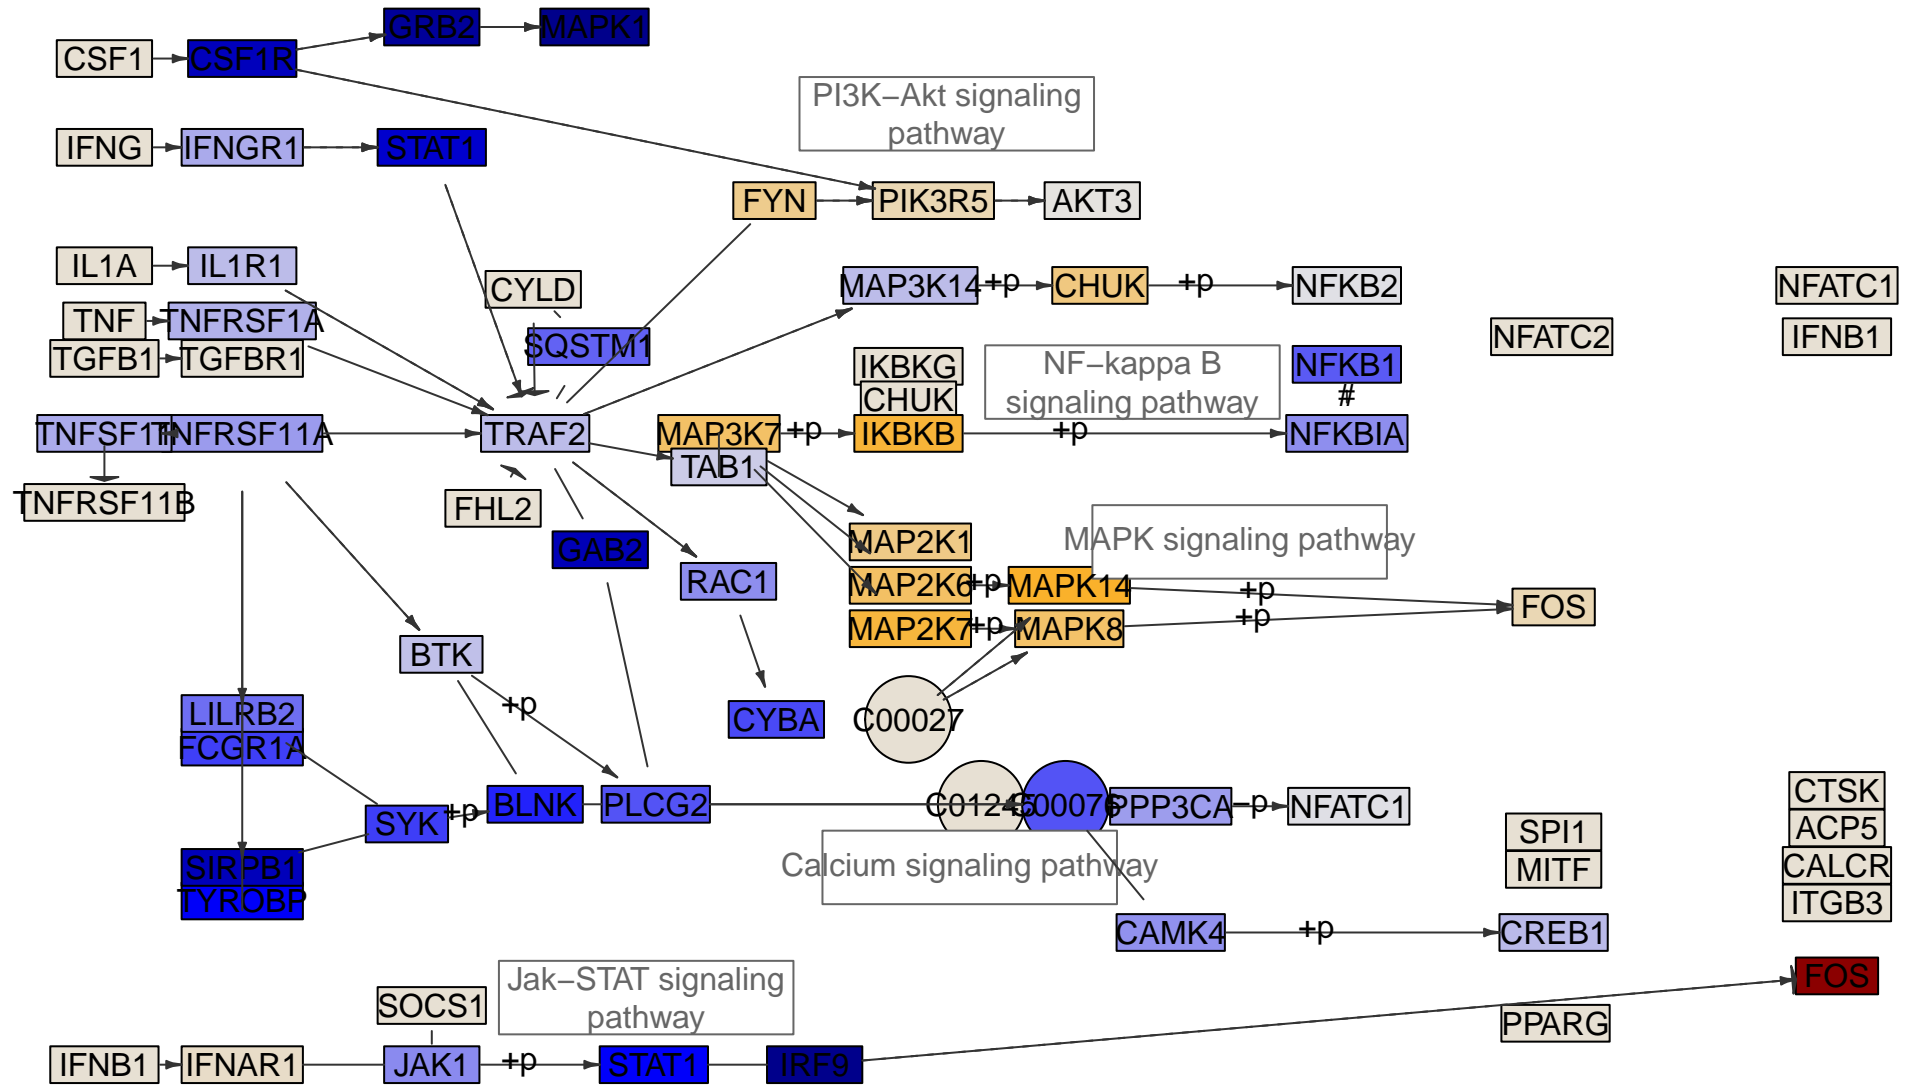 GRB2
MAPK1
CSF1
CSF1R
PI3K−Akt signaling
pathway
IFNG
IFNGR1
STAT1
FYN
PIK3R5
AKT3
IL1A
IL1R1
CYLD
MAP3K14
+p
CHUK
+p
NFKB2
NFATC1
TNF
TNFRSF1A
SQSTM1
NFATC2
IFNB1
TGFB1
TGFBR1
IKBKG
NF−kappa B
signaling pathway
NFKB1
CHUK
#
TRAF2
MAP3K7
+p
IKBKB
+p
NFKBIA
TNFRSF11A
TAB1
TNFRSF11B
FHL2
GAB2
MAP2K1
MAPK signaling pathway
RAC1
MAP2K6
+p
MAPK14
+p
FOS
MAP2K7
+p
MAPK8
+p
BTK
LILRB2
+p
CYBA
C00027
FCGR1A
SYK
+p
BLNK
PLCG2
C00076
PPP3CA
−p
NFATC1
CTSK
SPI1
ACP5
SIRPB1
Calcium signaling pathway
MITF
CALCR
TYROBP
ITGB3
CAMK4
+p
CREB1
Jak−STAT signaling
pathway
FOS
SOCS1
PPARG
IFNB1
IFNAR1
JAK1
+p
STAT1
IRF9